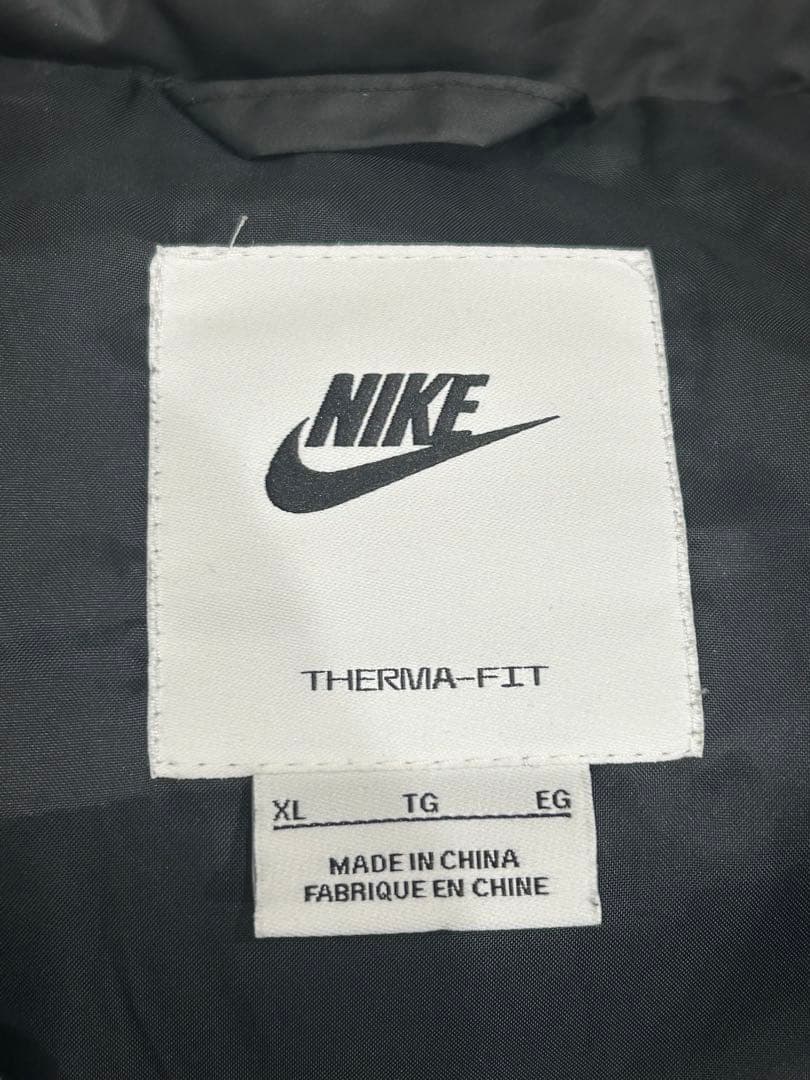 NIKE
THERMA-FIT
XL TG EG
MADE IN CHINA
FABRIQUE EN CHINE